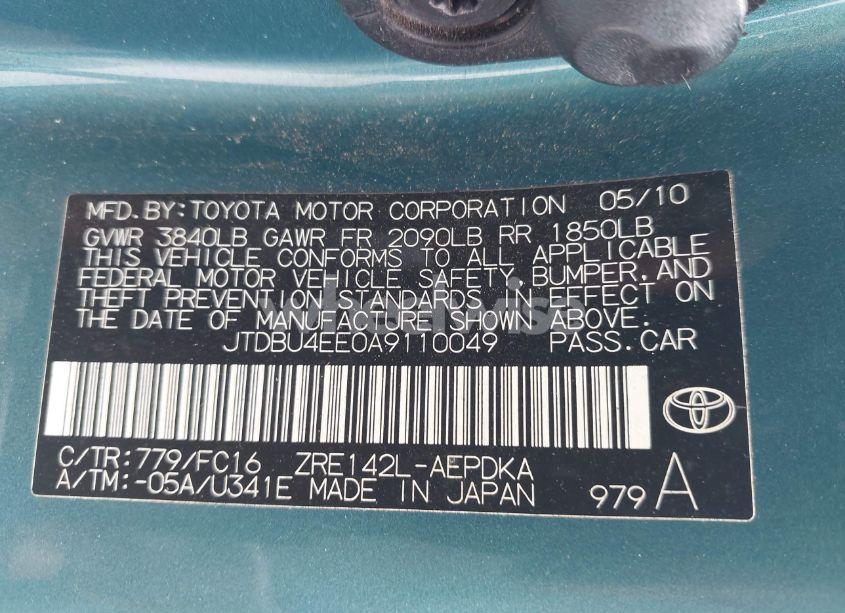 MFD.BY:TOYOTA MOTOR CORPORATION 05/10
GVWR 3840LB GAWR FR 2090LB RR 1850LB
THIS VEHICLE CONFORMS TO ALL APPLICABLE
FEDERAL MOTOR VEHICLE SAFETY,BUMPER,AND
THEFT PREVENTION STANDARDS IN EFFECT ON
THE DATE OF MANUFACTURE SHOWN ABOVE.
JTDBU4EE0A9110049 PASS.CAR
C/TR:779/FC16 ZRE142L-AEPDKA
A/TM:-05A/U341E MADE IN JAPAN
979 A